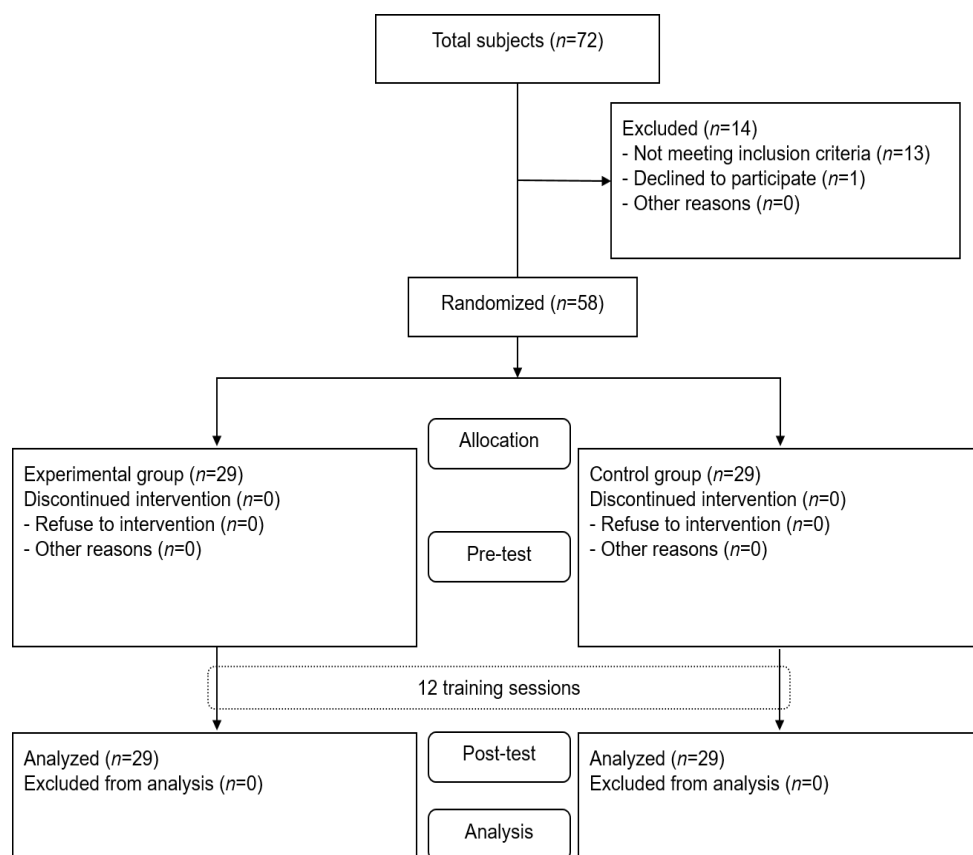 Total subjects (n=72)
Excluded (n=14)
- Not meeting inclusion criteria (n=13)
- Declined to participate (n=1)
- Other reasons (n=0)
Randomized (n=58)
Allocation
Experimental group (n=29)
Discontinued intervention (n=0)
- Refuse to intervention (n=0)
- Other reasons (n=0)
Control group (n=29)
Discontinued intervention (n=0)
- Refuse to intervention (n=0)
- Other reasons (n=0)
Pre-test
12 training sessions
Analyzed (n=29)
Excluded from analysis (n=0)
Post-test
Analyzed (n=29)
Excluded from analysis (n=0)
Analysis